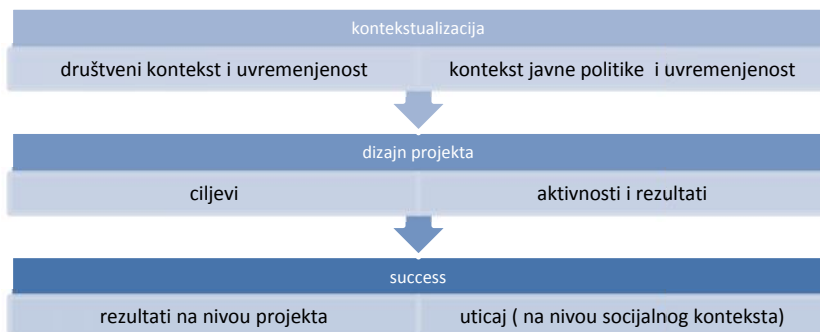 kontekstualizacija
društveni kontekst i uvremenjenost
kontekst javne politike  i uvremenjenost
dizajn projekta
ciljevi
aktivnosti i rezultati
success
rezultati na nivou projekta
uticaj ( na nivou socijalnog konteksta)